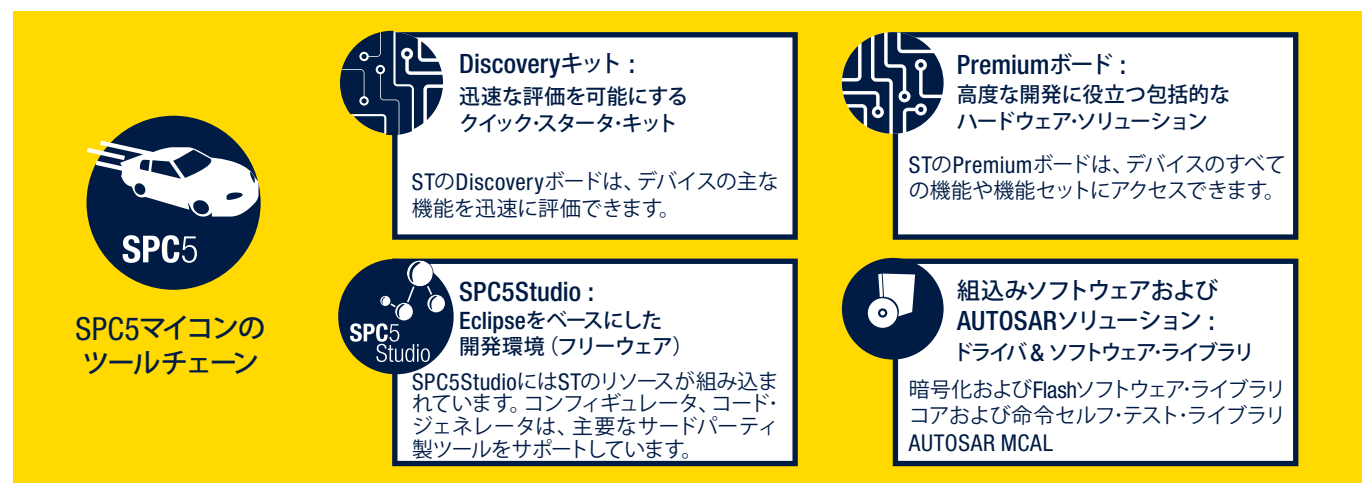 SPC5
SPC5マイコンの
ツールチェーン
Discoveryキット：
迅速な評価を可能にする
クイック・スタータ・キット
STのDiscoveryボードは、デバイスの主な
機能を迅速に評価できます。
Premiumボード：
高度な開発に役立つ包括的な
ハードウェア・ソリューション
STのPremiumボードは、デバイスのすべて
の機能や機能セットにアクセスできます。
SPC5
Studio
SPC5Studio：
Eclipseをベースにした
開発環境（フリーウェア）
SPC5StudioにはSTのリソースが組み込ま
れています。コンフィギュレータ、コード・
ジェネレータは、主要なサードパーティ
製ツールをサポートしています。
組込みソフトウェアおよび
AUTOSARソリューション：
ドライバ & ソフトウェア・ライブラリ
暗号化およびFlashソフトウェア・ライブラリ
コアおよび命令セルフ・テスト・ライブラリ
AUTOSAR MCAL